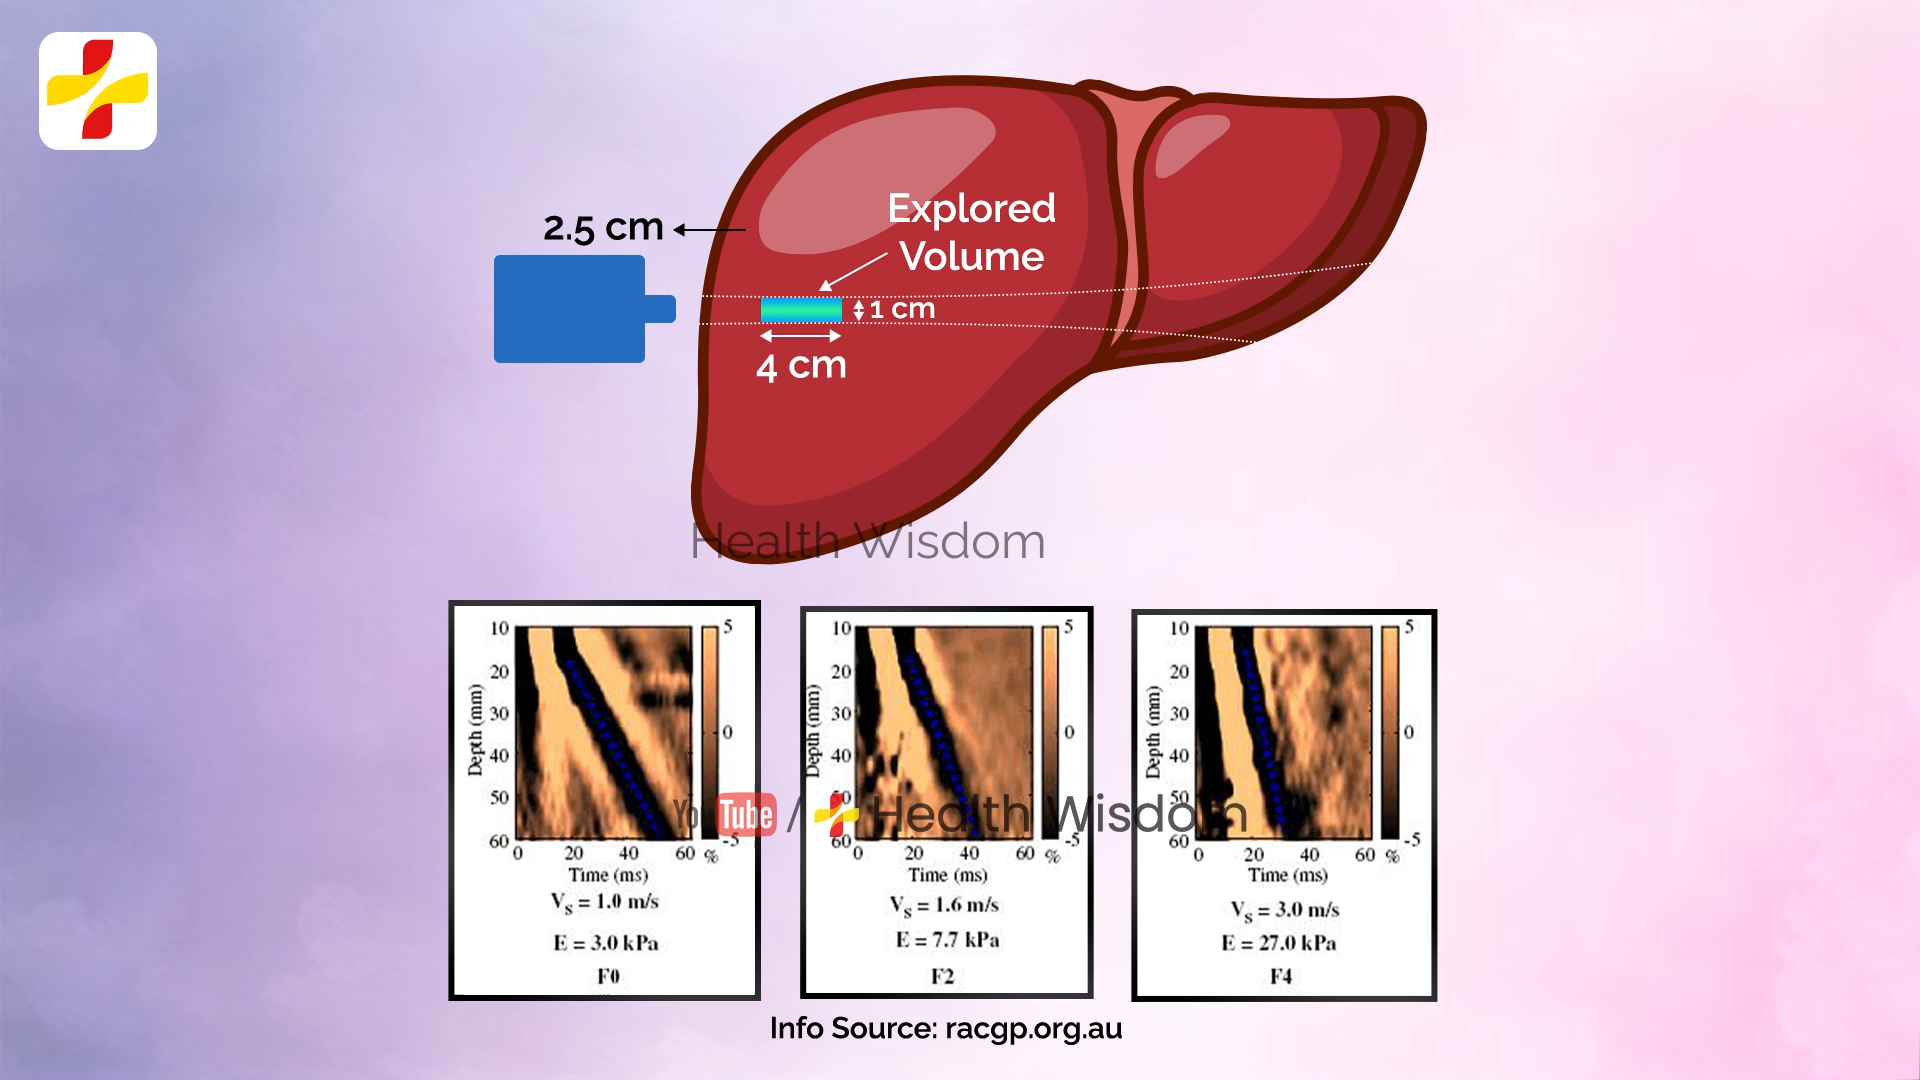 2.5 cm
Explored
Volume
1 cm
4 cm
Health Wisdom
10
20
30
40
50
60
Depth (mm)
0 20 40 60 %
Time (ms)
5
0
-5
Vs = 1.0 m/s
E = 3.0 kPa
F0
10
20
30
40
50
60
Depth (mm)
0 20 40 60 %
Time (ms)
5
0
-5
Vs = 1.6 m/s
E = 7.7 kPa
F2
10
20
30
40
50
60
Depth (mm)
0 20 40 60 %
Time (ms)
5
0
-5
Vs = 3.0 m/s
E = 27.0 kPa
F4
YouTube / Health Wisdom
Info Source: racgp.org.au